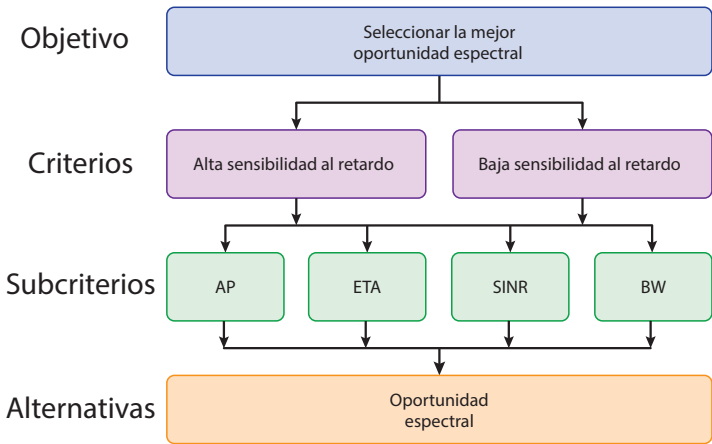 Objetivo
Seleccionar la mejor
oportunidad espectral
Criterios
Alta sensibilidad al retardo
Baja sensibilidad al retardo
Subcriterios
AP
ETA
SINR
BW
Alternativas
Oportunidad
espectral